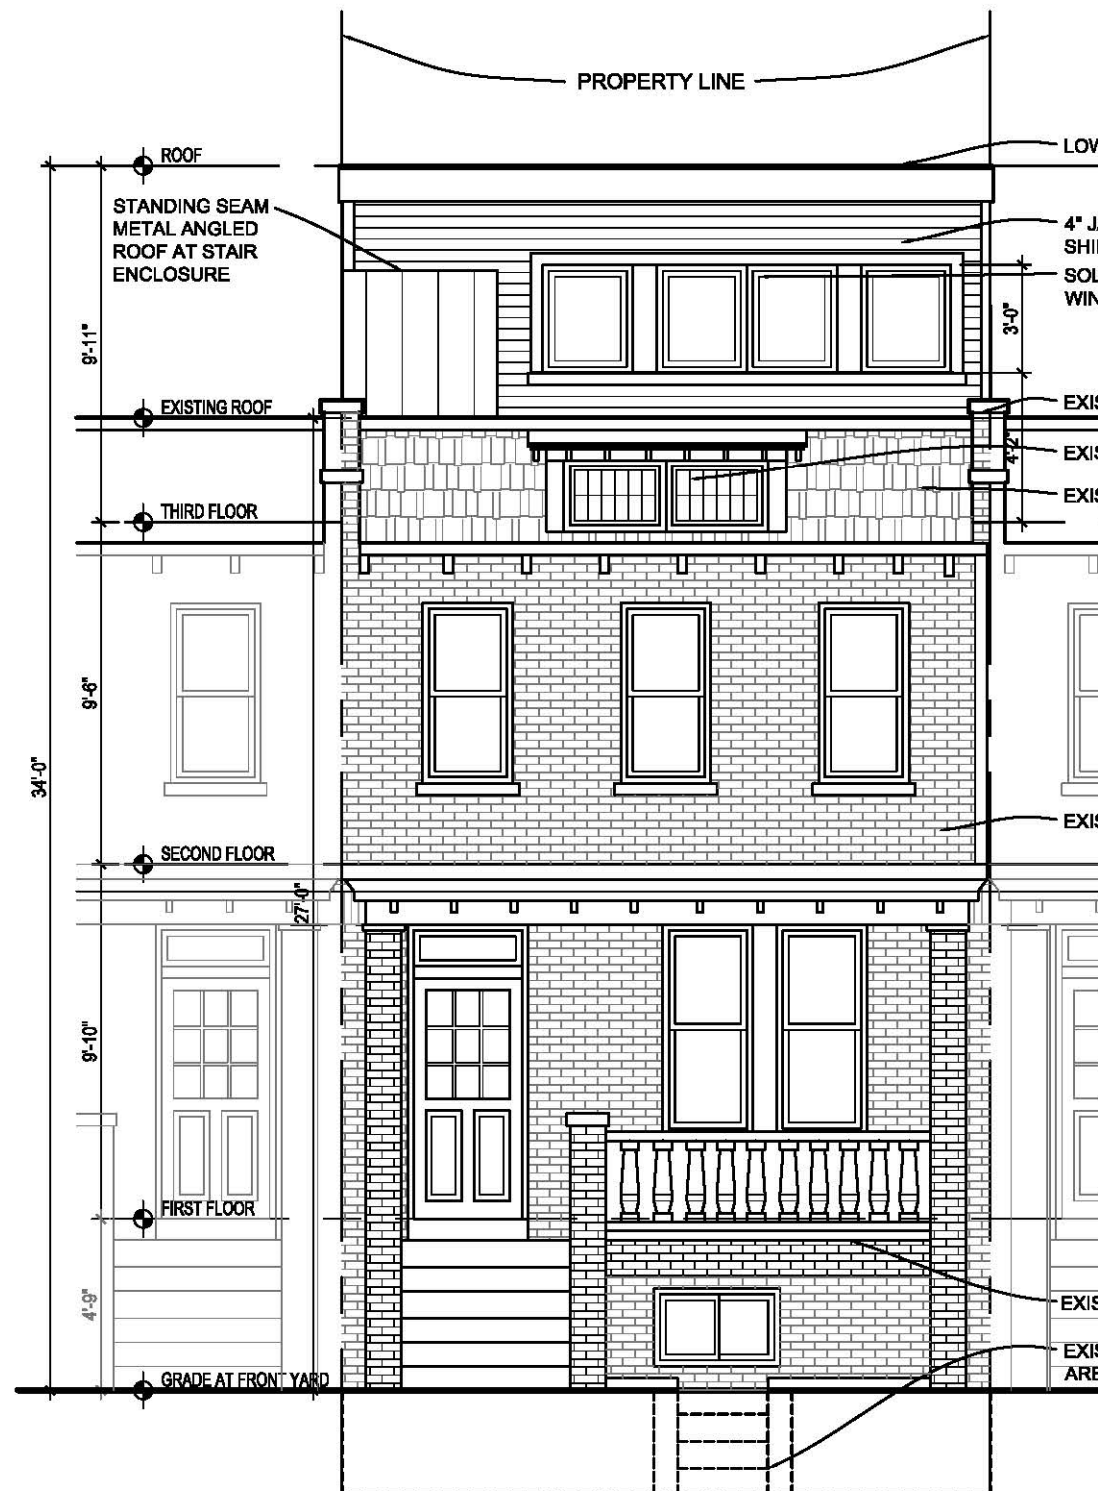 PROPERTY LINE
ROOF
LOW
STANDING SEAM
METAL ANGLED
ROOF AT STAIR
ENCLOSURE
4" JA
SHI
SOL
WIN
3'-0"
9'-11"
EXISTING ROOF
EXIS
4'-2"
EXIS
EXIS
THIRD FLOOR
9'-6"
34'-0"
EXIS
SECOND FLOOR
27'-0"
9'-10"
FIRST FLOOR
4'-9"
EXIS
EXIS
ARE
GRADE AT FRONT YARD